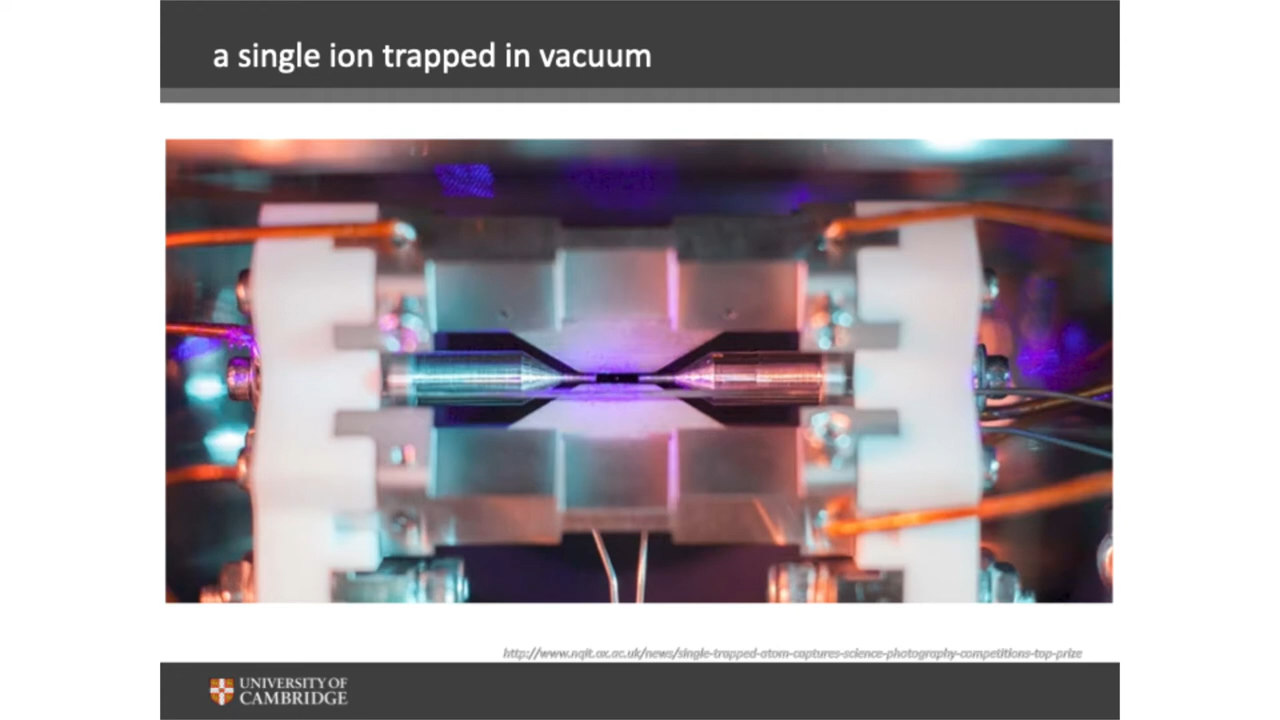 a single ion trapped in vacuum
http://www.nqit.ox.ac.uk/news/single-trapped-atom-captures-science-photography-competitions-top-prize
UNIVERSITY OF
CAMBRIDGE